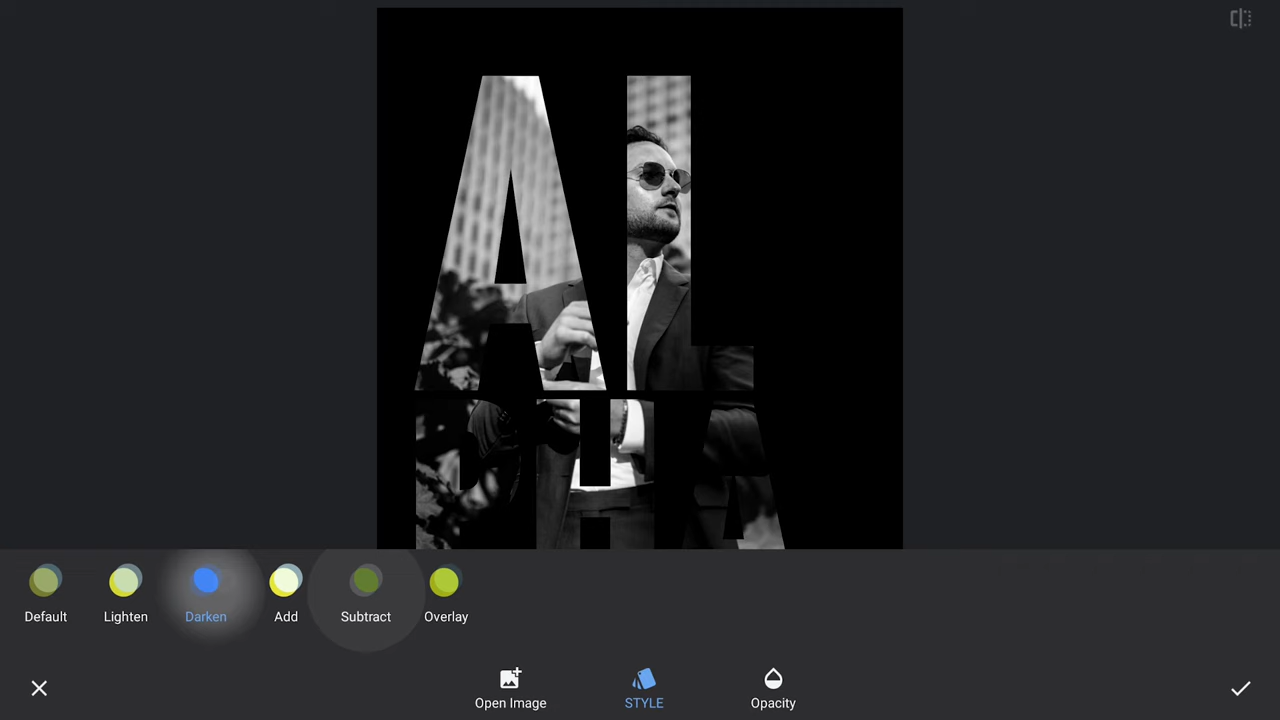 AL
PHA
Default Lighten Darken Add Subtract Overlay
Open Image STYLE Opacity